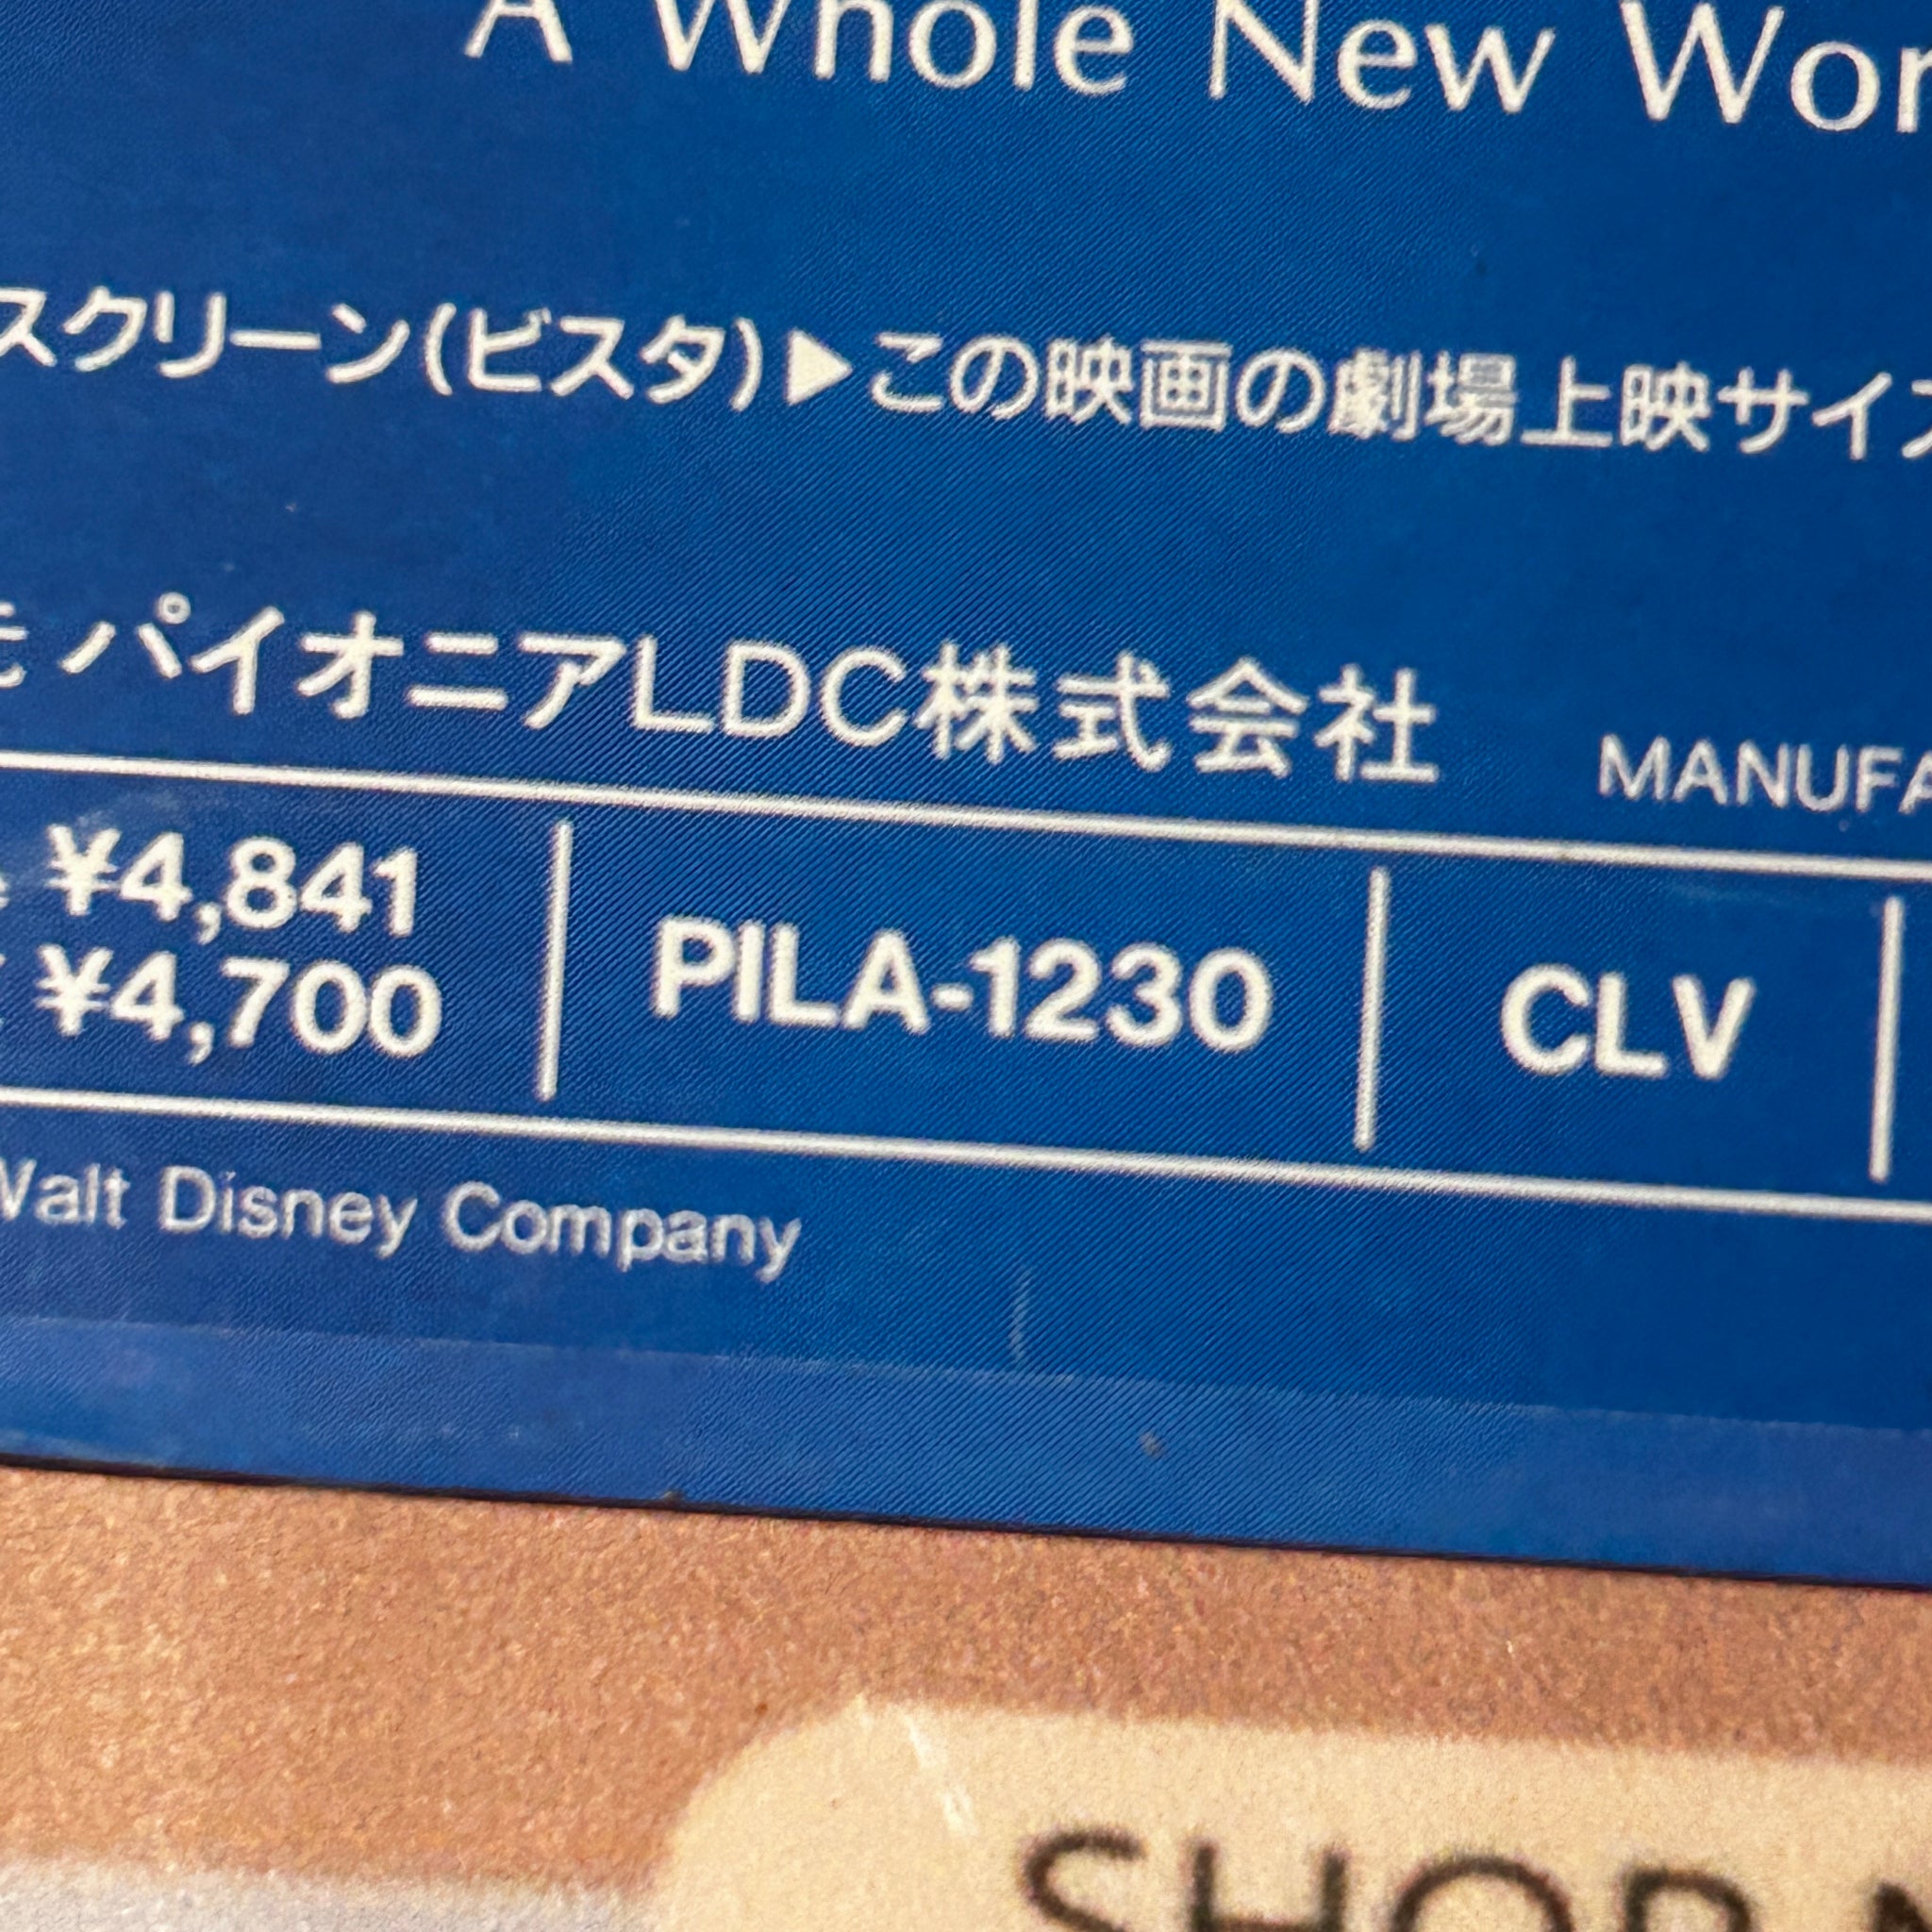 A Whole New Wor
スクリーン(ビスタ)▶この映画の劇場上映サイズ
元 パイオニアLDC株式会社 MANUFA
¥4,841
¥4,700
PILA-1230
CLV
Walt Disney Company
SHOP